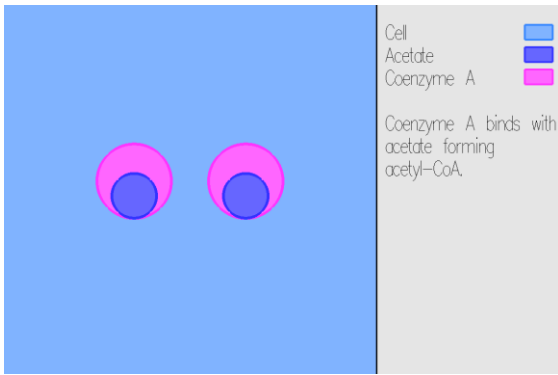 Cell
Acetate
Coenzyme A
Coenzyme A binds with
acetate forming
acetyl-CoA.